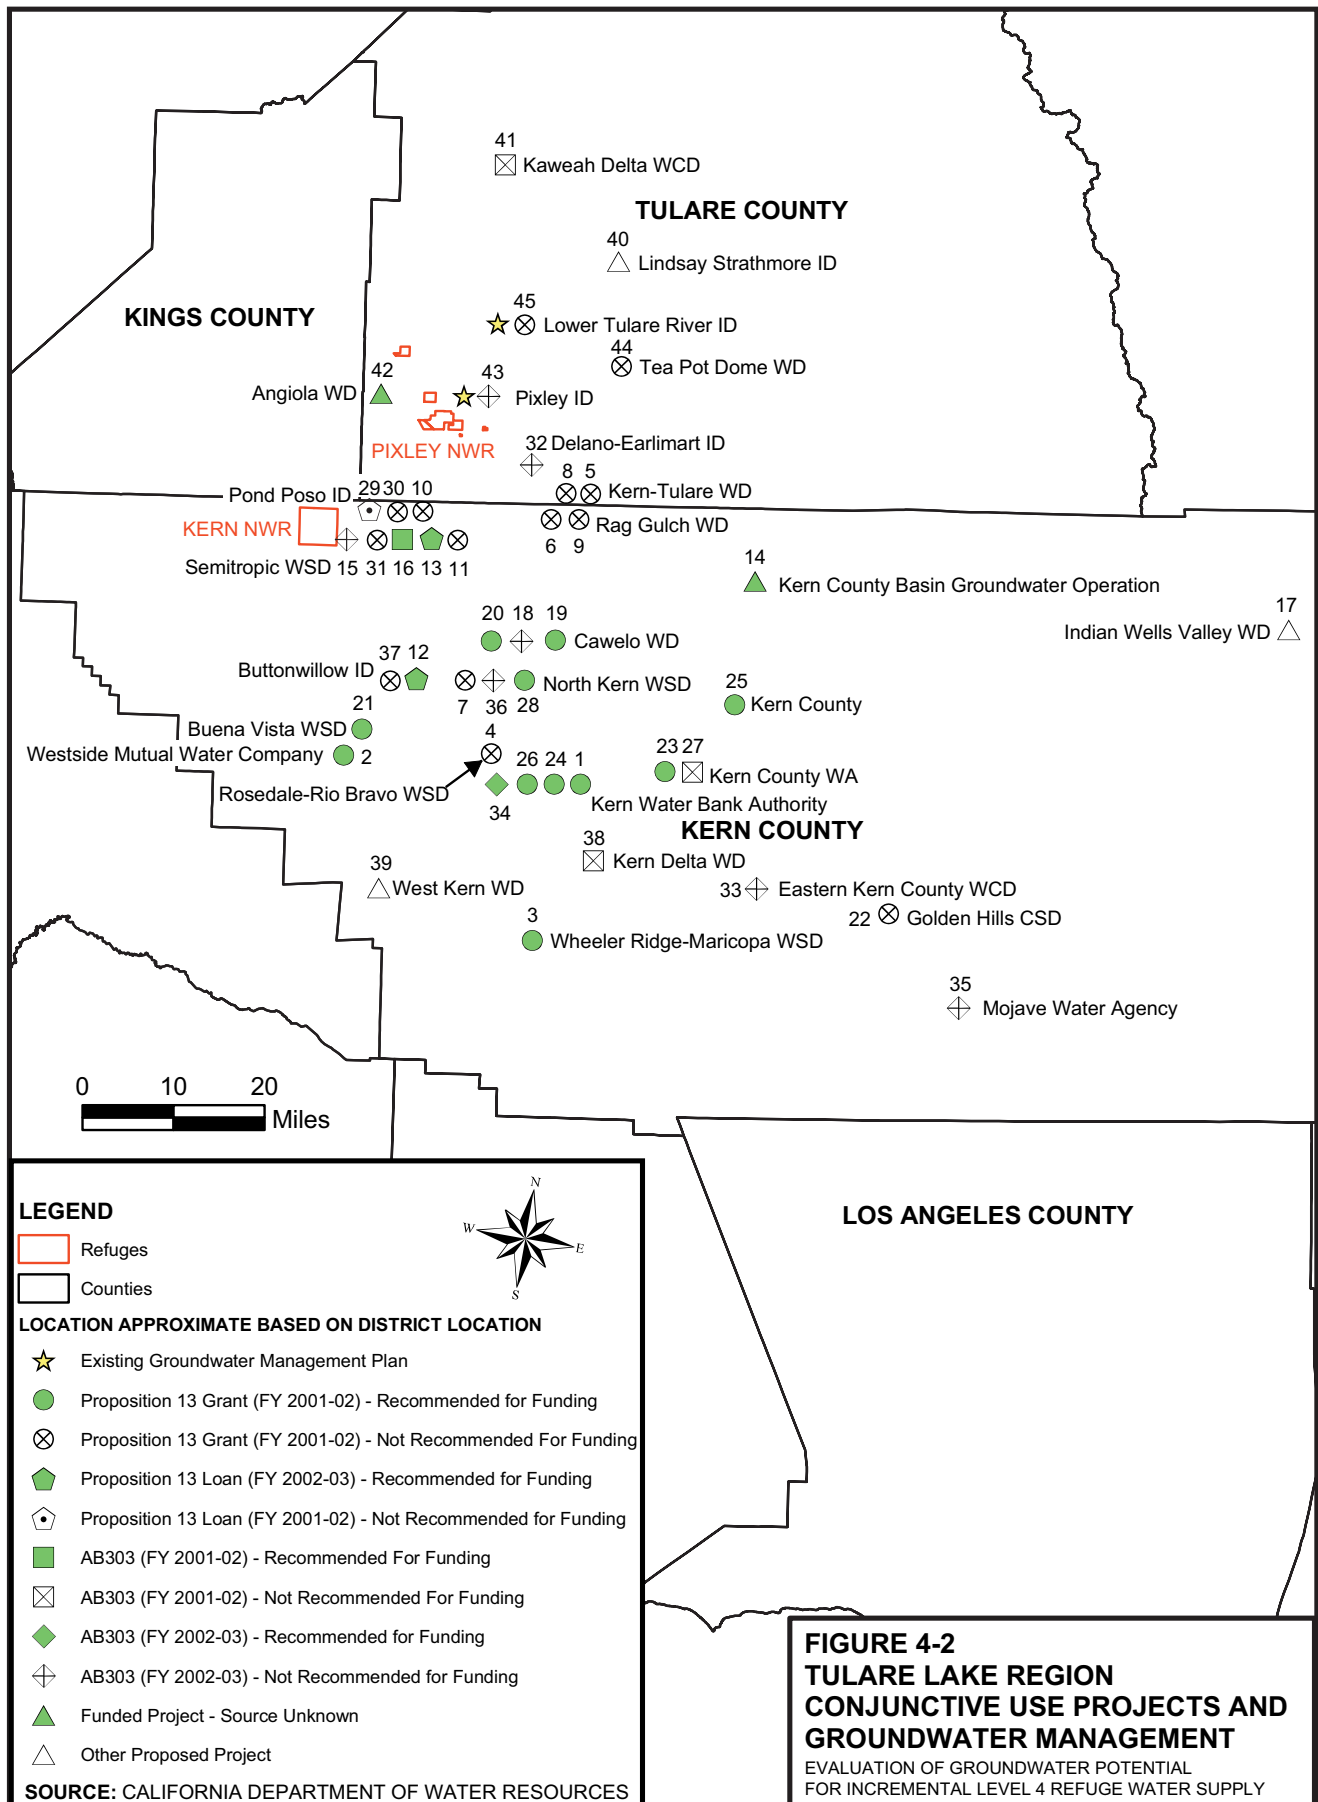 41
Kaweah Delta WCD
TULARE COUNTY
40
Lindsay Strathmore ID
KINGS COUNTY
45
Lower Tulare River ID
44
Tea Pot Dome WD
42
Angiola WD
43
Pixley ID
PIXLEY NWR
32 Delano-Earlimart ID
8 5
Kern-Tulare WD
Pond Poso ID
29 30 10
KERN NWR
Rag Gulch WD
6 9
Semitropic WSD
15 31 16 13 11
14
Kern County Basin Groundwater Operation
17
Indian Wells Valley WD
20 18 19
Cawelo WD
37 12
Buttonwillow ID
North Kern WSD
7 36 28
25
Kern County
21
Buena Vista WSD
4
Westside Mutual Water Company
2
23 27
Kern County WA
26 24 1
Rosedale-Rio Bravo WSD
34
Kern Water Bank Authority
KERN COUNTY
38
Kern Delta WD
39
West Kern WD
33
Eastern Kern County WCD
22
Golden Hills CSD
3
Wheeler Ridge-Maricopa WSD
35
Mojave Water Agency
0 10 20
Miles
LOS ANGELES COUNTY
N
W
E
S
LEGEND
Refuges
Counties
LOCATION APPROXIMATE BASED ON DISTRICT LOCATION
Existing Groundwater Management Plan
Proposition 13 Grant (FY 2001-02) - Recommended for Funding
Proposition 13 Grant (FY 2001-02) - Not Recommended For Funding
Proposition 13 Loan (FY 2002-03) - Recommended for Funding
Proposition 13 Loan (FY 2001-02) - Not Recommended for Funding
AB303 (FY 2001-02) - Recommended For Funding
AB303 (FY 2001-02) - Not Recommended For Funding
AB303 (FY 2002-03) - Recommended for Funding
AB303 (FY 2002-03) - Not Recommended for Funding
Funded Project - Source Unknown
Other Proposed Project
SOURCE: CALIFORNIA DEPARTMENT OF WATER RESOURCES
FIGURE 4-2
TULARE LAKE REGION
CONJUNCTIVE USE PROJECTS AND
GROUNDWATER MANAGEMENT
EVALUATION OF GROUNDWATER POTENTIAL
FOR INCREMENTAL LEVEL 4 REFUGE WATER SUPPLY